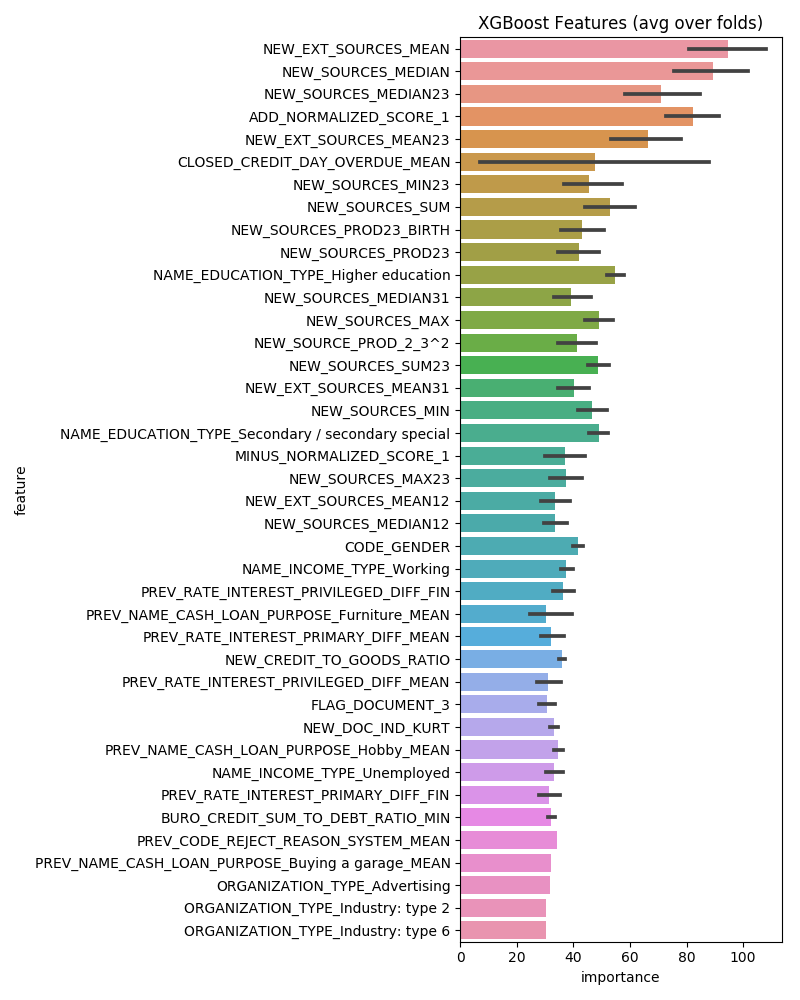 XGBoost Features (avg over folds)
NEW_EXT_SOURCES_MEAN
NEW_SOURCES_MEDIAN
NEW_SOURCES_MEDIAN23
ADD_NORMALIZED_SCORE_1
NEW_EXT_SOURCES_MEAN23
CLOSED_CREDIT_DAY_OVERDUE_MEAN
NEW_SOURCES_MIN23
NEW_SOURCES_SUM
NEW_SOURCES_PROD23_BIRTH
NEW_SOURCES_PROD23
NAME_EDUCATION_TYPE_Higher education
NEW_SOURCES_MEDIAN31
NEW_SOURCES_MAX
NEW_SOURCE_PROD_2_3^2
NEW_SOURCES_SUM23
NEW_EXT_SOURCES_MEAN31
NEW_SOURCES_MIN
NAME_EDUCATION_TYPE_Secondary / secondary special
MINUS_NORMALIZED_SCORE_1
NEW_SOURCES_MAX23
NEW_EXT_SOURCES_MEAN12
NEW_SOURCES_MEDIAN12
CODE_GENDER
NAME_INCOME_TYPE_Working
PREV_RATE_INTEREST_PRIVILEGED_DIFF_FIN
PREV_NAME_CASH_LOAN_PURPOSE_Furniture_MEAN
PREV_RATE_INTEREST_PRIMARY_DIFF_MEAN
NEW_CREDIT_TO_GOODS_RATIO
PREV_RATE_INTEREST_PRIVILEGED_DIFF_MEAN
FLAG_DOCUMENT_3
NEW_DOC_IND_KURT
PREV_NAME_CASH_LOAN_PURPOSE_Hobby_MEAN
NAME_INCOME_TYPE_Unemployed
PREV_RATE_INTEREST_PRIMARY_DIFF_FIN
BURO_CREDIT_SUM_TO_DEBT_RATIO_MIN
PREV_CODE_REJECT_REASON_SYSTEM_MEAN
PREV_NAME_CASH_LOAN_PURPOSE_Buying a garage_MEAN
ORGANIZATION_TYPE_Advertising
ORGANIZATION_TYPE_Industry: type 2
ORGANIZATION_TYPE_Industry: type 6
feature
0 20 40 60 80 100
importance